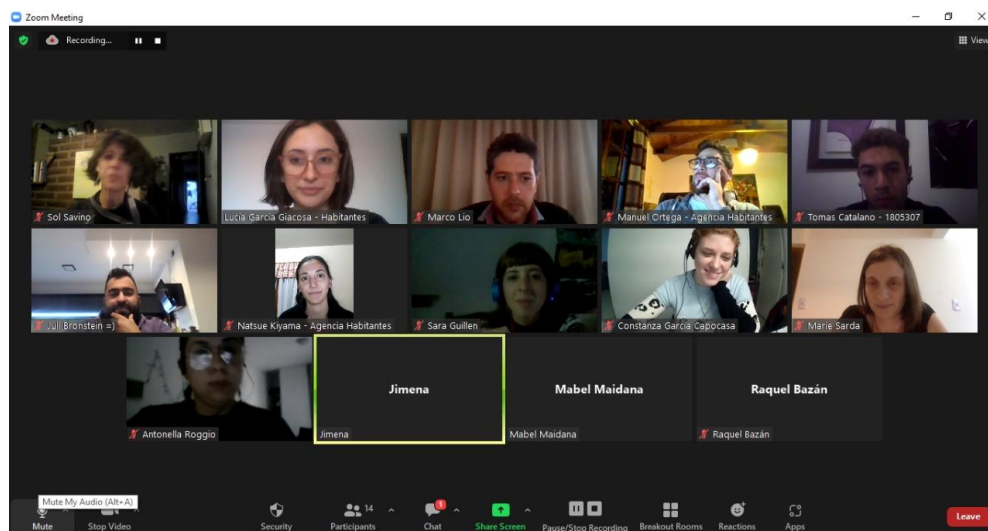 Zoom Meeting
Recording...
View
Sol Savino
Lucía García Giacosa - Habitantes
Marco Lio
Manuel Ortega - Agencia Habitantes
Tomas Catalano - 1805307
Juli Bronstein =)
Natsue Kiyama - Agencia Habitantes
Sara Guillen
Constanza García Capocasa
Marie Sarda
Antonella Roggio
Jimena
Jimena
Mabel Maidana
Mabel Maidana
Raquel Bazán
Raquel Bazán
Mute My Audio (Alt+A)
14
1
Mute
Stop Video
Security
Participants
Chat
Share Screen
Pause/Stop Recording
Breakout Rooms
Reactions
Apps
Leave